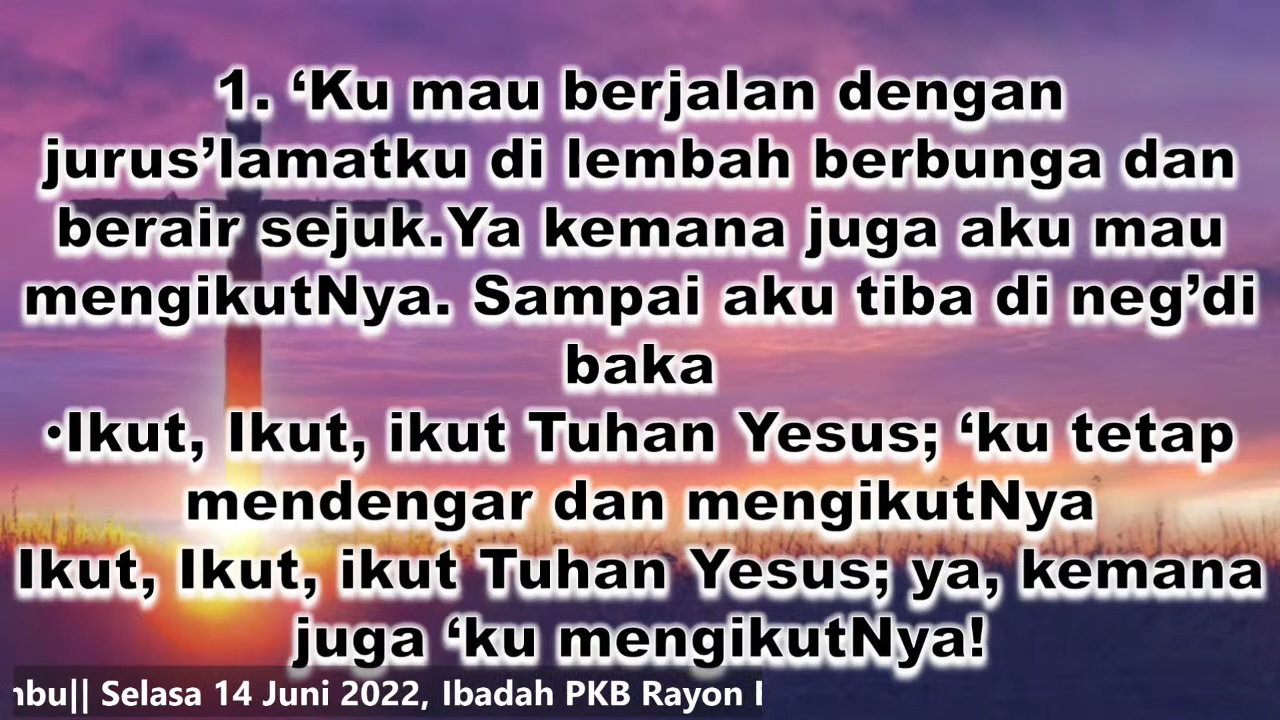 1. ‘Ku mau berjalan dengan
jurus’lamatku di lembah berbunga dan
berair sejuk.Ya kemana juga aku mau
mengikutNya. Sampai aku tiba di neg’di
baka
•Ikut, Ikut, ikut Tuhan Yesus; ‘ku tetap
mendengar dan mengikutNya
Ikut, Ikut, ikut Tuhan Yesus; ya, kemana
juga ‘ku mengikutNya!
|| Selasa 14 Juni 2022, Ibadah PKB Rayon